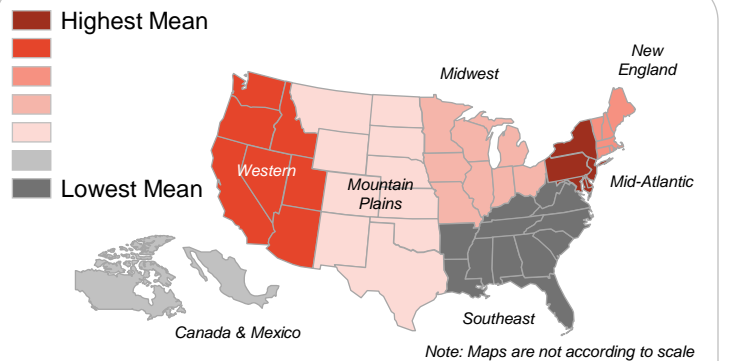 Highest Mean
Lowest Mean
Midwest
New
England
Western
Mountain
Plains
Mid-Atlantic
Southeast
Canada & Mexico
Note: Maps are not according to scale